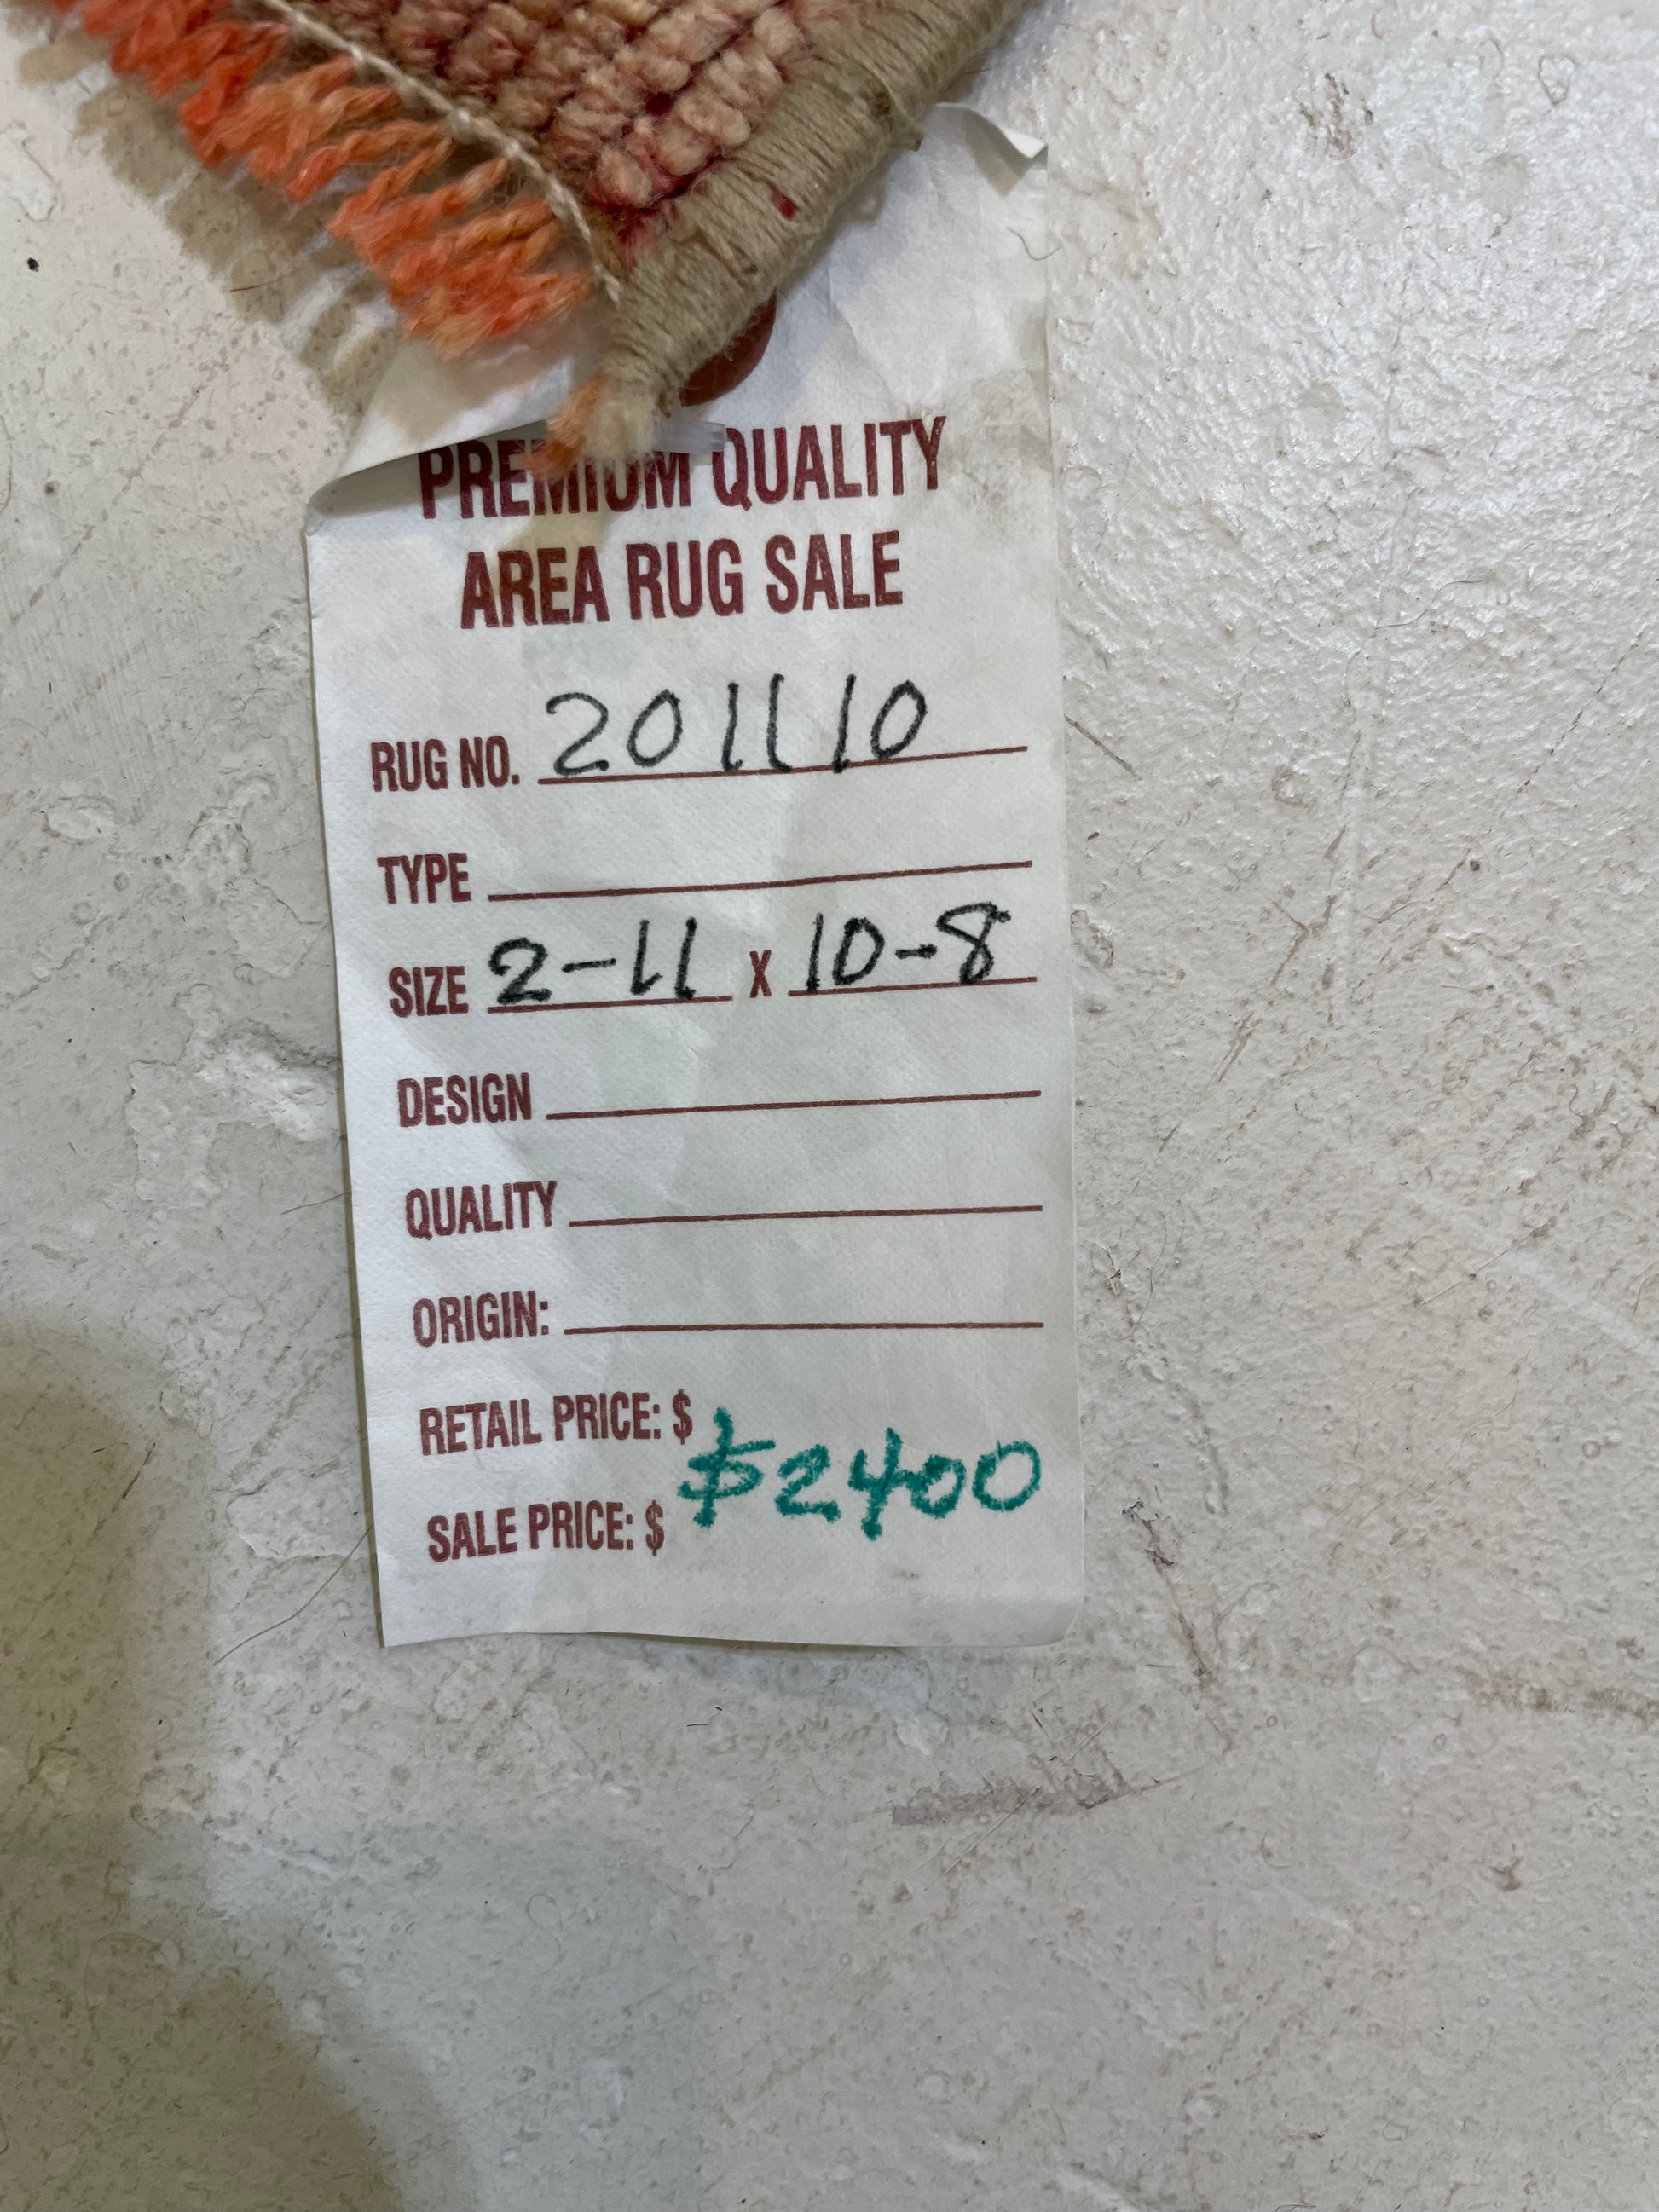 PREMIUM QUALITY
AREA RUG SALE
RUG NO. 201110
TYPE
SIZE 2-11 X 10-8
DESIGN
QUALITY
ORIGIN:
RETAIL PRICE: $
$2400
SALE PRICE: $